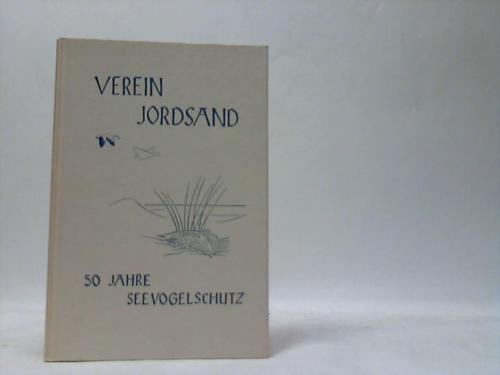 VEREIN
JORDSAND
50 JAHRE
SEEVOGELSCHUTZ